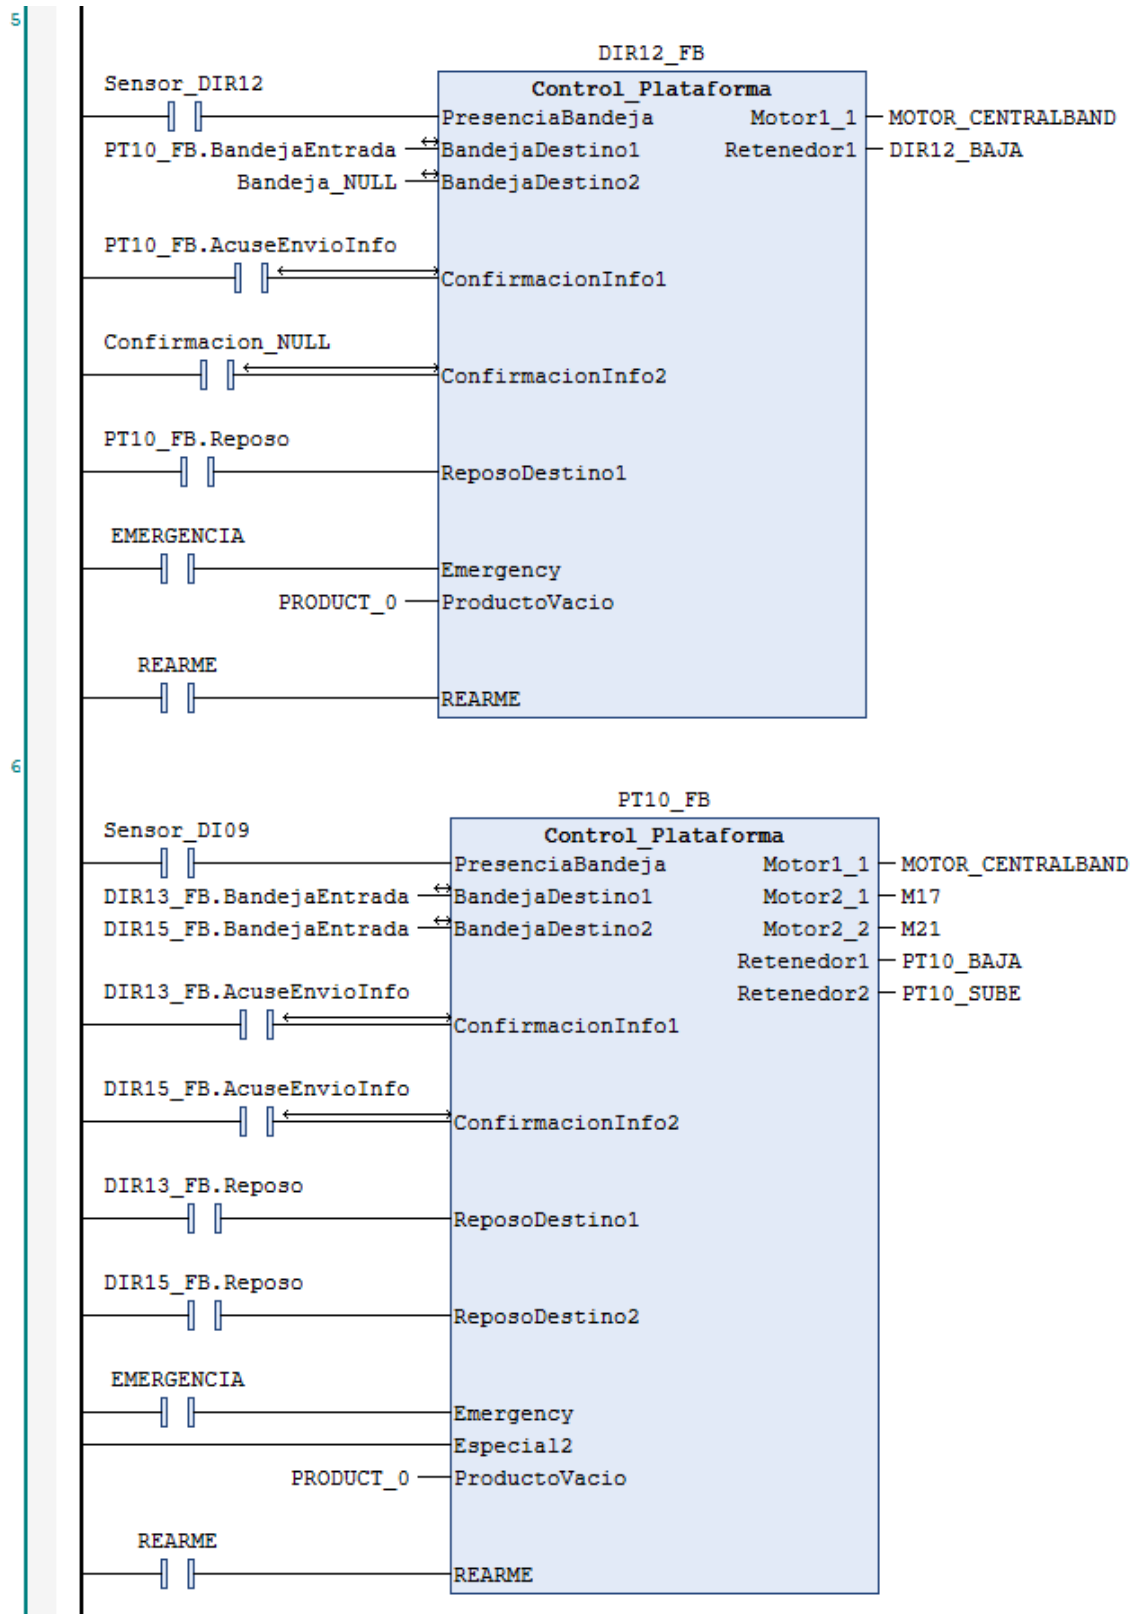 5
DIR12_FB
Sensor_DIR12
Control_Plataforma
PresenciaBandeja Motor1_1 MOTOR_CENTRALBAND
PT10_FB.BandejaEntrada BandejaDestino1 Retenedor1 DIR12_BAJA
Bandeja_NULL BandejaDestino2
PT10_FB.AcuseEnvioInfo
ConfirmacionInfo1
Confirmacion_NULL
ConfirmacionInfo2
PT10_FB.Reposo
ReposoDestino1
EMERGENCIA
Emergency
PRODUCT_0 ProductoVacio
REARME
REARME
6
PT10_FB
Sensor_DI09
Control_Plataforma
PresenciaBandeja Motor1_1 MOTOR_CENTRALBAND
DIR13_FB.BandejaEntrada BandejaDestino1 Motor2_1 M17
DIR15_FB.BandejaEntrada BandejaDestino2 Motor2_2 M21
Retenedor1 PT10_BAJA
DIR13_FB.AcuseEnvioInfo Retenedor2 PT10_SUBE
ConfirmacionInfo1
DIR15_FB.AcuseEnvioInfo
ConfirmacionInfo2
DIR13_FB.Reposo
ReposoDestino1
DIR15_FB.Reposo
ReposoDestino2
EMERGENCIA
Emergency
Especial2
PRODUCT_0 ProductoVacio
REARME
REARME